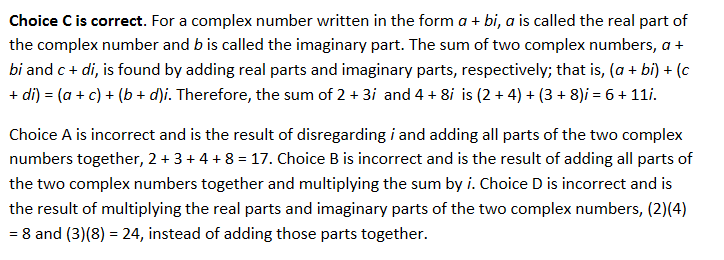 Choice C is correct. For a complex number written in the form a + bi, a is called the real part of
the complex number and b is called the imaginary part. The sum of two complex numbers, a +
bi and c + di, is found by adding real parts and imaginary parts, respectively; that is, (a + bi) + (c
+ di) = (a + c) + (b + d)i. Therefore, the sum of 2 + 3i and 4 + 8i is (2 + 4) + (3 + 8)i = 6 + 11i.
Choice A is incorrect and is the result of disregarding i and adding all parts of the two complex
numbers together, 2 + 3 + 4 + 8 = 17. Choice B is incorrect and is the result of adding all parts of
the two complex numbers together and multiplying the sum by i. Choice D is incorrect and is
the result of multiplying the real parts and imaginary parts of the two complex numbers, (2)(4)
= 8 and (3)(8) = 24, instead of adding those parts together.